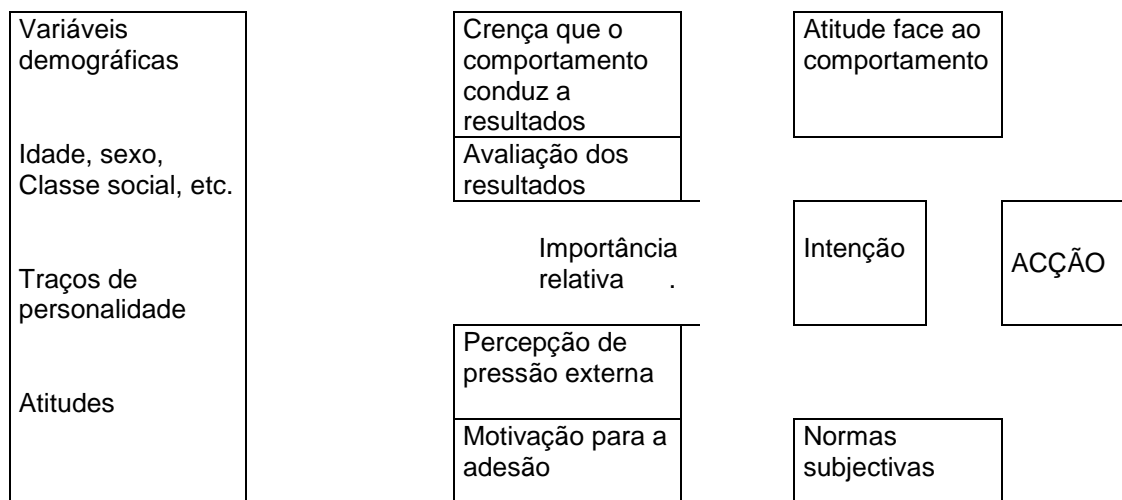 Variáveis
demográficas
Idade, sexo,
Classe social, etc.
Traços de
personalidade
Atitudes
Crença que o
comportamento
conduz a
resultados
Avaliação dos
resultados
Importância
relativa .
Percepção de
pressão externa
Motivação para a
adesão
Atitude face ao
comportamento
Intenção
Normas
subjectivas
ACÇÃO